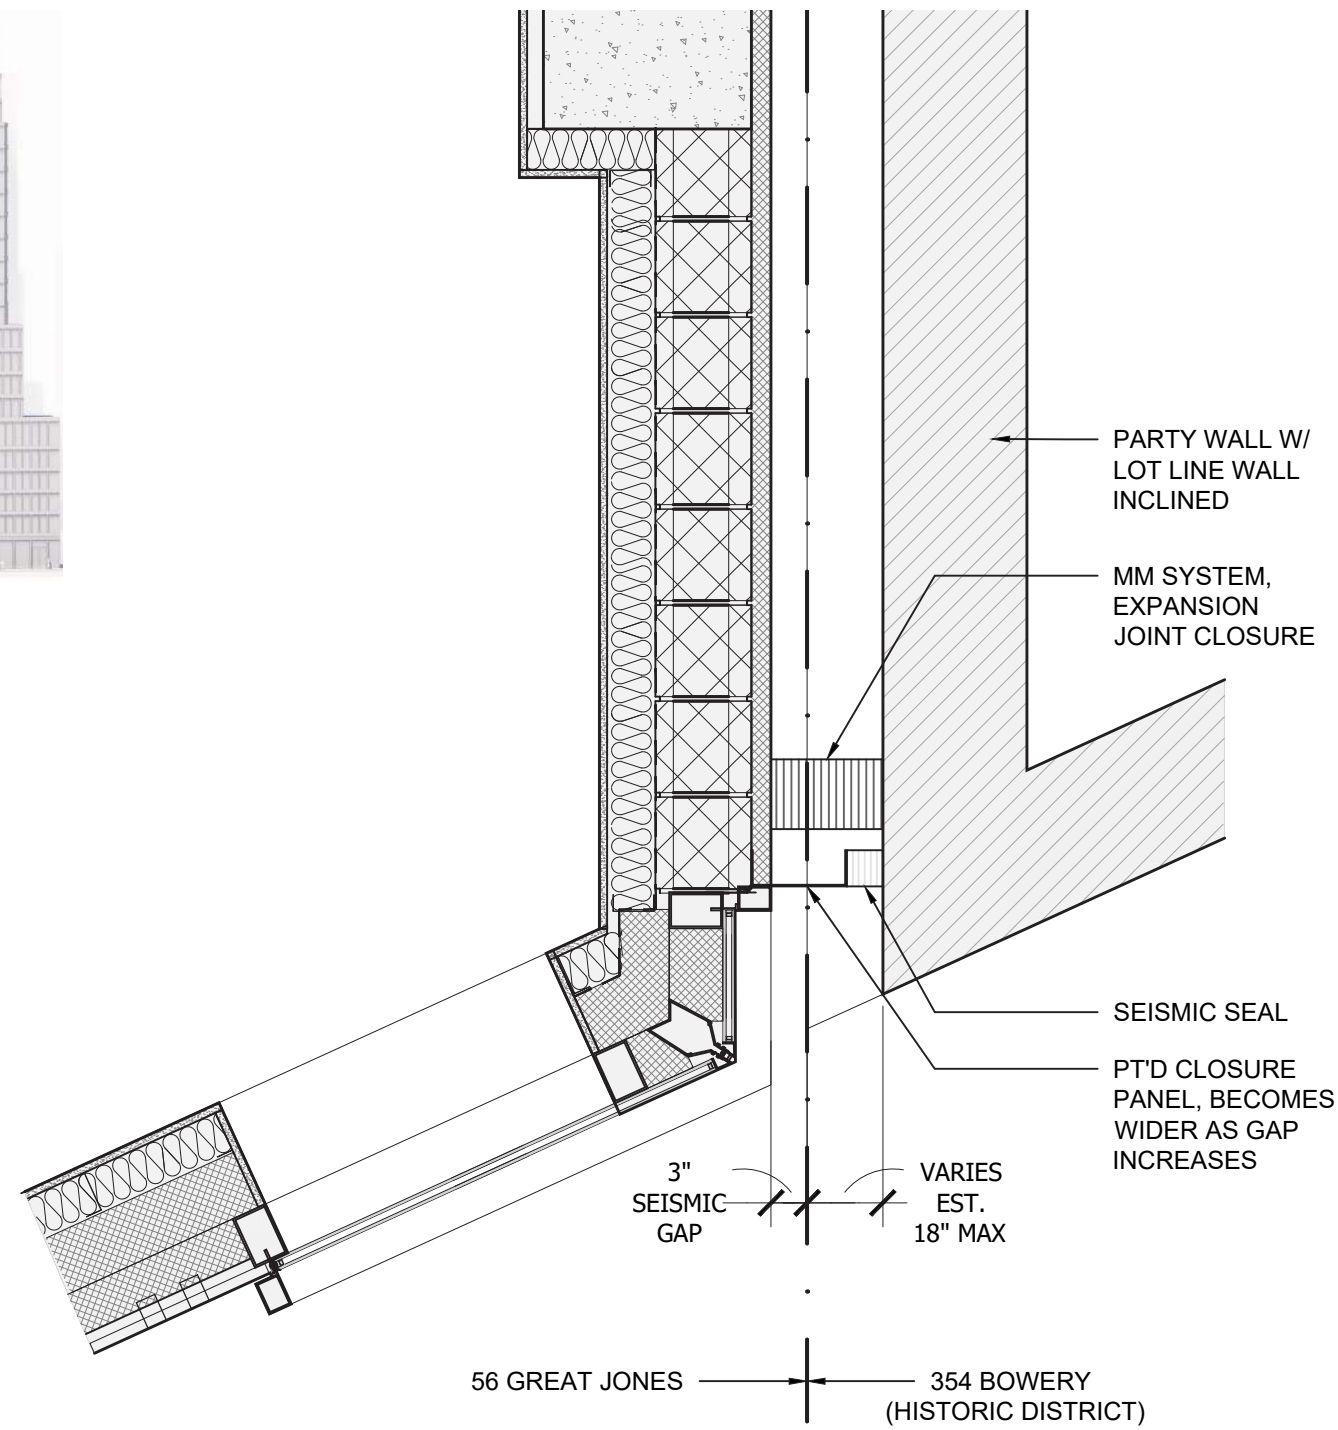 PARTY WALL W/
LOT LINE WALL
INCLINED
MM SYSTEM,
EXPANSION
JOINT CLOSURE
SEISMIC SEAL
PT'D CLOSURE
PANEL, BECOMES
WIDER AS GAP
INCREASES
3"
SEISMIC
GAP
VARIES
EST.
18" MAX
56 GREAT JONES
354 BOWERY
(HISTORIC DISTRICT)